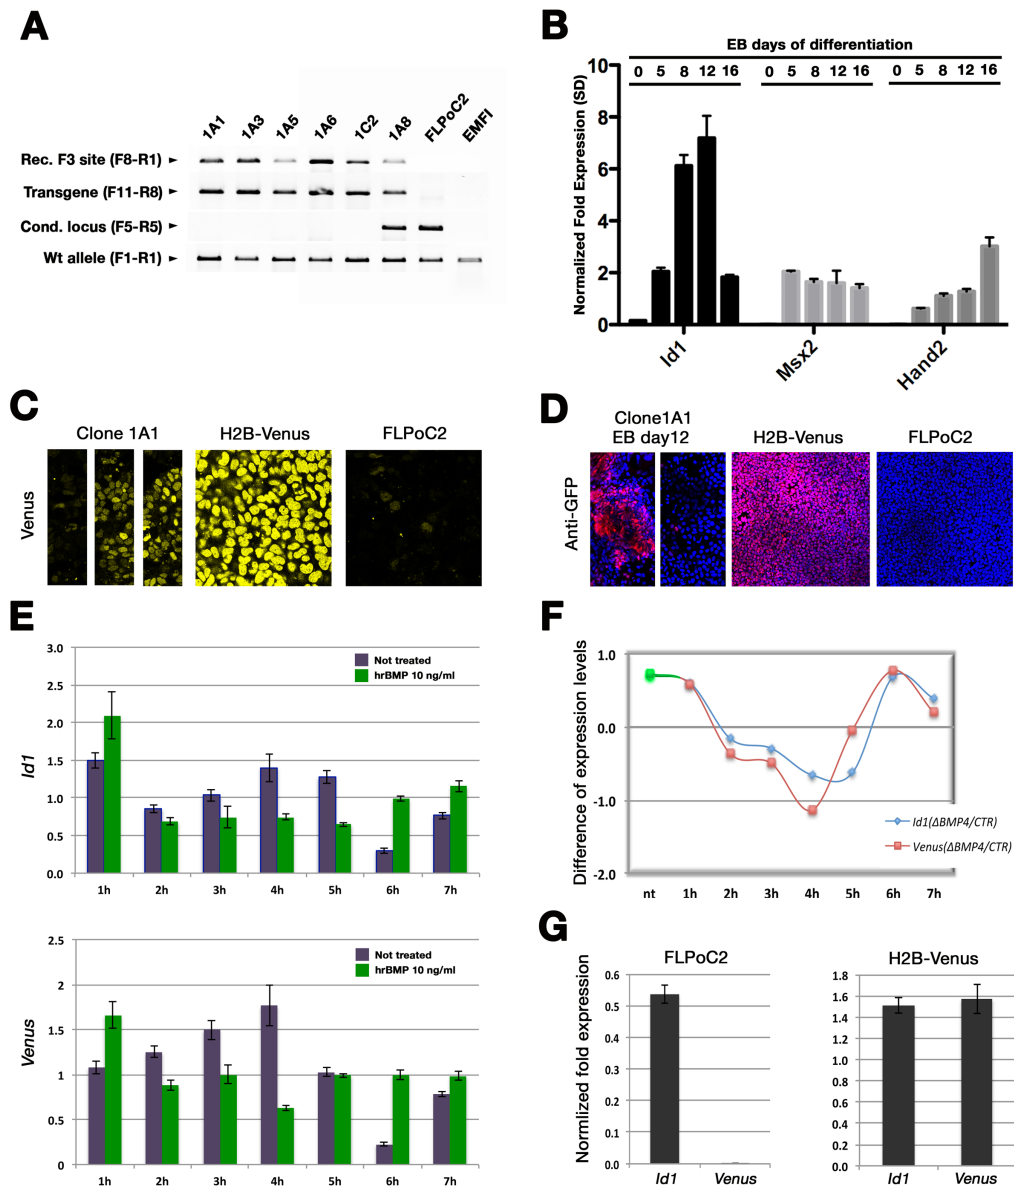 A
1A1 1A3 1A5 1A6 1C2 1A8 FLPoC2 EMFI
Rec. F3 site (F8-R1)
Transgene (F11-R8)
Cond. locus (F5-R5)
Wt allele (F1-R1)
B
EB days of differentiation
0 5 8 12 16 0 5 8 12 16 0 5 8 12 16
Normalized Fold Expression (SD)
10
8
6
4
2
0
Id1 Msx2 Hand2
C
Clone 1A1 H2B-Venus FLPoC2
Venus
D
Clone1A1
EB day12 H2B-Venus FLPoC2
Anti-GFP
E
Id1
3.0
2.5
2.0
1.5
1.0
0.5
0.0
Not treated
hrBMP 10 ng/ml
1h 2h 3h 4h 5h 6h 7h
Venus
2.5
2
1.5
1
0.5
0
Not treated
hrBMP 10 ng/ml
1h 2h 3h 4h 5h 6h 7h
F
Difference of expression levels
1.0
0.0
-1.0
-2.0
Id1(ΔBMP4/CTR)
Venus(ΔBMP4/CTR)
nt 1h 2h 3h 4h 5h 6h 7h
G
FLPoC2
Normlized fold expression
0.6
0.5
0.4
0.3
0.2
0.1
0.0
Id1 Venus
H2B-Venus
1.8
1.6
1.4
1.2
1.0
0.8
0.6
0.4
0.2
0.0
Id1 Venus